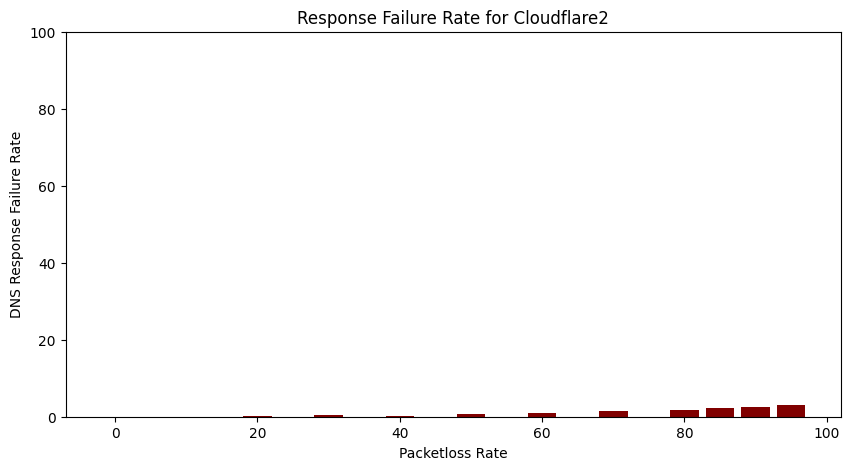 Response Failure Rate for Cloudflare2
100
80
60
40
20
0
DNS Response Failure Rate
0 20 40 60 80 100
Packetloss Rate